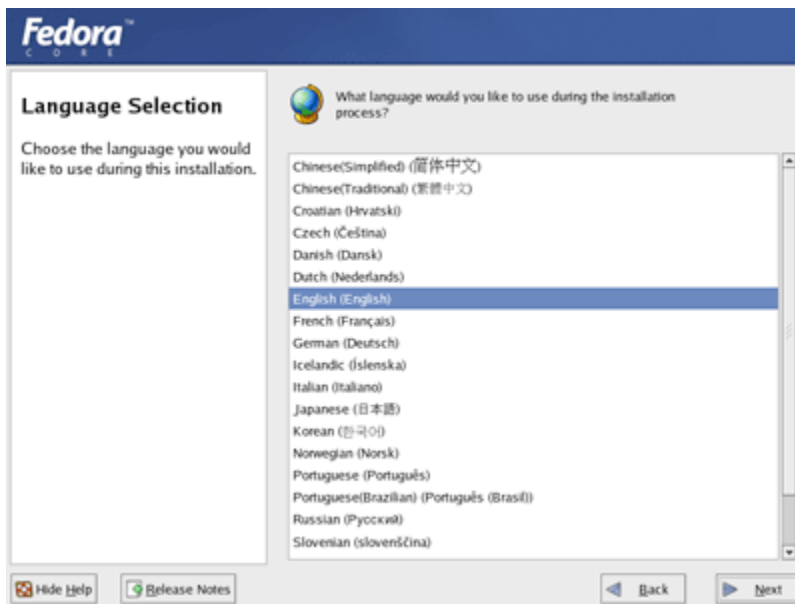 Fedora™
CORE
Language Selection
Choose the language you would
like to use during this installation.
What language would you like to use during the installation
process?
Chinese(Simplified) (简体中文)
Chinese(Traditional) (繁體中文)
Croatian (Hrvatski)
Czech (Čeština)
Danish (Dansk)
Dutch (Nederlands)
English (English)
French (Français)
German (Deutsch)
Icelandic (Íslenska)
Italian (Italiano)
Japanese (日本語)
Korean (한국어)
Norwegian (Norsk)
Portuguese (Português)
Portuguese(Brazilian) (Português (Brasil))
Russian (Русский)
Slovenian (slovenščina)
Hide Help
Release Notes
Back
Next